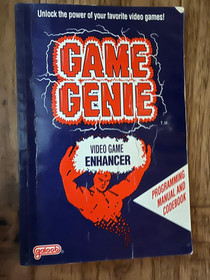 Unlock the power of your favorite video games!
GAME
GENIE
T.M.
VIDEO GAME
ENHANCER
PROGRAMMING
MANUAL AND
CODEBOOK
galoob